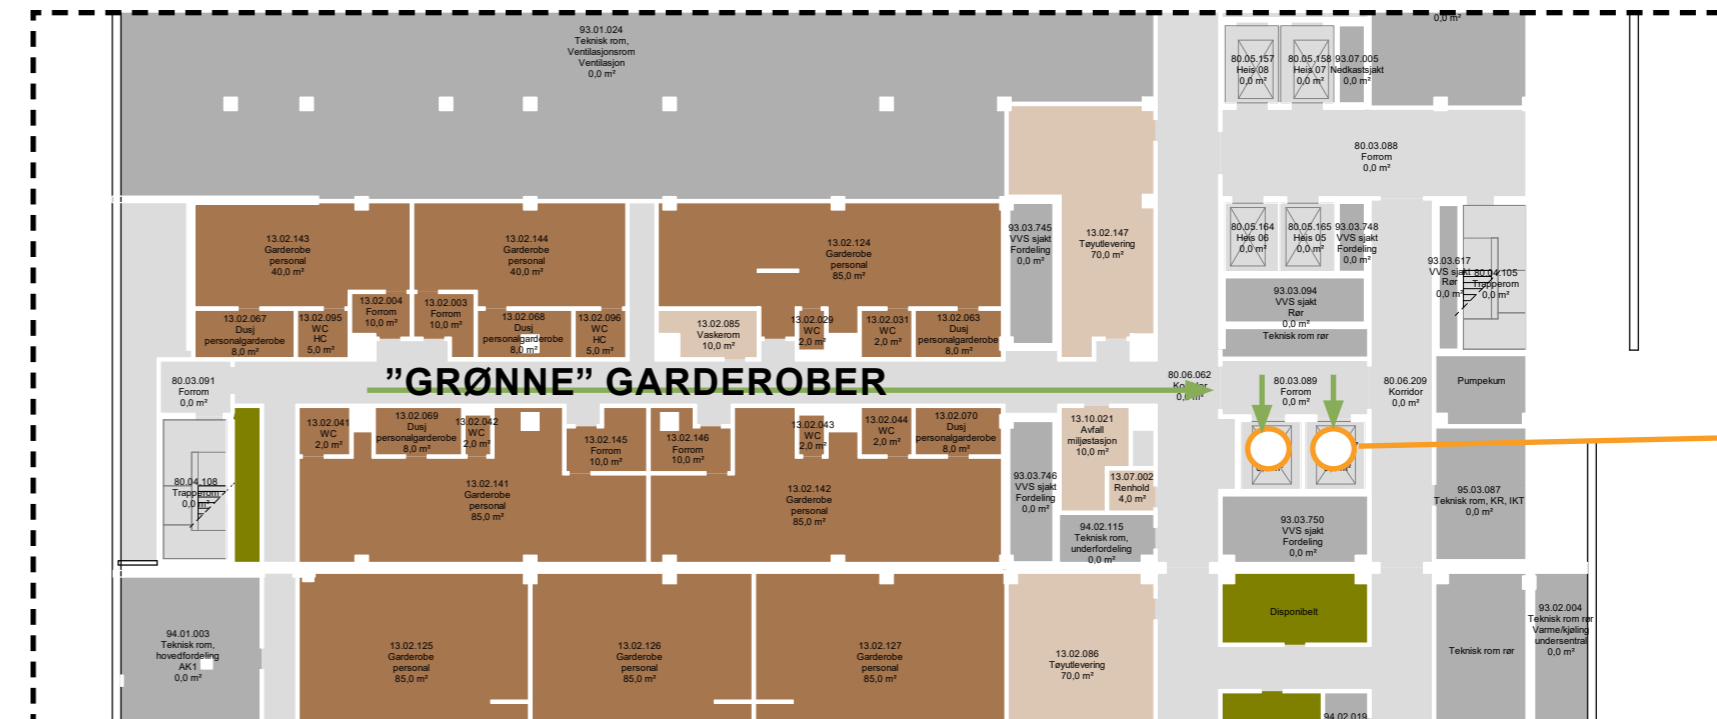 93.01.024
Teknisk rom,
Ventilasjonsrom
Ventilasjon
0,0 m²
80.05.157
Heis 08
0,0 m²
80.05.158
Heis 07
0,0 m²
93.07.005
Nedkastsjakt
0,0 m²
0,0 m²
80.03.088
Forrom
0,0 m²
13.02.143
Garderobe
personal
40,0 m²
13.02.144
Garderobe
personal
40,0 m²
13.02.124
Garderobe
personal
85,0 m²
93.03.745
VVS sjakt
Fordeling
0,0 m²
13.02.147
Tøyutlevering
70,0 m²
80.05.164
Heis 06
0,0 m²
80.05.165
Heis 05
0,0 m²
93.03.748
VVS sjakt
Fordeling
0,0 m²
93.03.617
VVS sjakt
Rør
0,0 m²
80.04.105
Trapperom
0,0 m²
93.03.094
VVS sjakt
Rør
0,0 m²
Teknisk rom rør
13.02.067
Dusj
personalgarderobe
8,0 m²
13.02.095
WC
HC
5,0 m²
13.02.004
Forrom
10,0 m²
13.02.003
Forrom
10,0 m²
13.02.068
Dusj
personalgarderobe
8,0 m²
13.02.096
WC
HC
5,0 m²
13.02.085
Vaskerom
10,0 m²
13.02.029
WC
2,0 m²
13.02.031
WC
2,0 m²
13.02.063
Dusj
personalgarderobe
8,0 m²
80.03.091
Forrom
0,0 m²
”GRØNNE” GARDEROBER
80.06.062
Korridor
0,0 m²
80.03.089
Forrom
0,0 m²
80.06.209
Korridor
0,0 m²
Pumpekum
13.02.041
WC
2,0 m²
13.02.069
Dusj
personalgarderobe
8,0 m²
13.02.042
WC
2,0 m²
13.02.145
Forrom
10,0 m²
13.02.146
Forrom
10,0 m²
13.02.043
WC
2,0 m²
13.02.044
WC
2,0 m²
13.02.070
Dusj
personalgarderobe
8,0 m²
13.10.021
Avfall
miljøstasjon
10,0 m²
80.04.108
Trapperom
0,0 m²
13.02.141
Garderobe
personal
85,0 m²
13.02.142
Garderobe
personal
85,0 m²
93.03.746
VVS sjakt
Fordeling
0,0 m²
13.07.002
Renhold
4,0 m²
94.02.115
Teknisk rom,
underfordeling
0,0 m²
93.03.750
VVS sjakt
Fordeling
0,0 m²
95.03.087
Teknisk rom, KR, IKT
0,0 m²
94.01.003
Teknisk rom,
hovedfordeling
AK1
0,0 m²
13.02.125
Garderobe
personal
85,0 m²
13.02.126
Garderobe
personal
85,0 m²
13.02.127
Garderobe
personal
85,0 m²
13.02.086
Tøyutlevering
70,0 m²
Disponibelt
Teknisk rom rør
93.02.004
Teknisk rom rør
Varme/kjøling
undersentral
0,0 m²
94.02.019